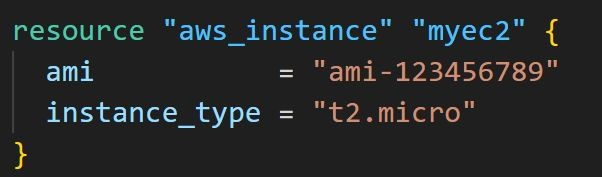 resource "aws_instance" "myec2" {
  ami           = "ami-123456789"
  instance_type = "t2.micro"
}